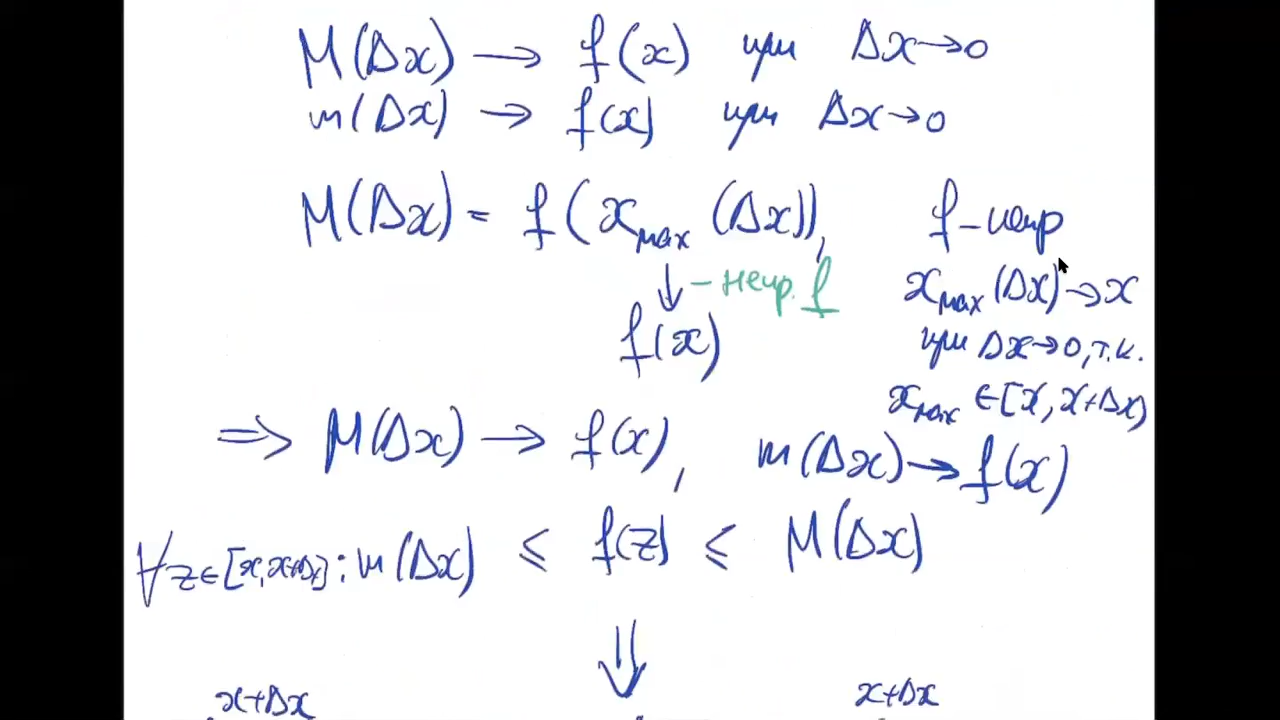 M(Δx) → f(x) при Δx→0
m(Δx) → f(x) при Δx→0
M(Δx) = f(x_max (Δx)), f-непр
↓ - непр. f x_max (Δx) → x
f(x) при Δx→0, т.к.
x_max ∈ [x, x+Δx)
⇒ M(Δx) → f(x), m(Δx) → f(x)
∀z∈[x, x+Δx]: m(Δx) ≤ f(z) ≤ M(Δx)
⇓
x+Δx x+Δx